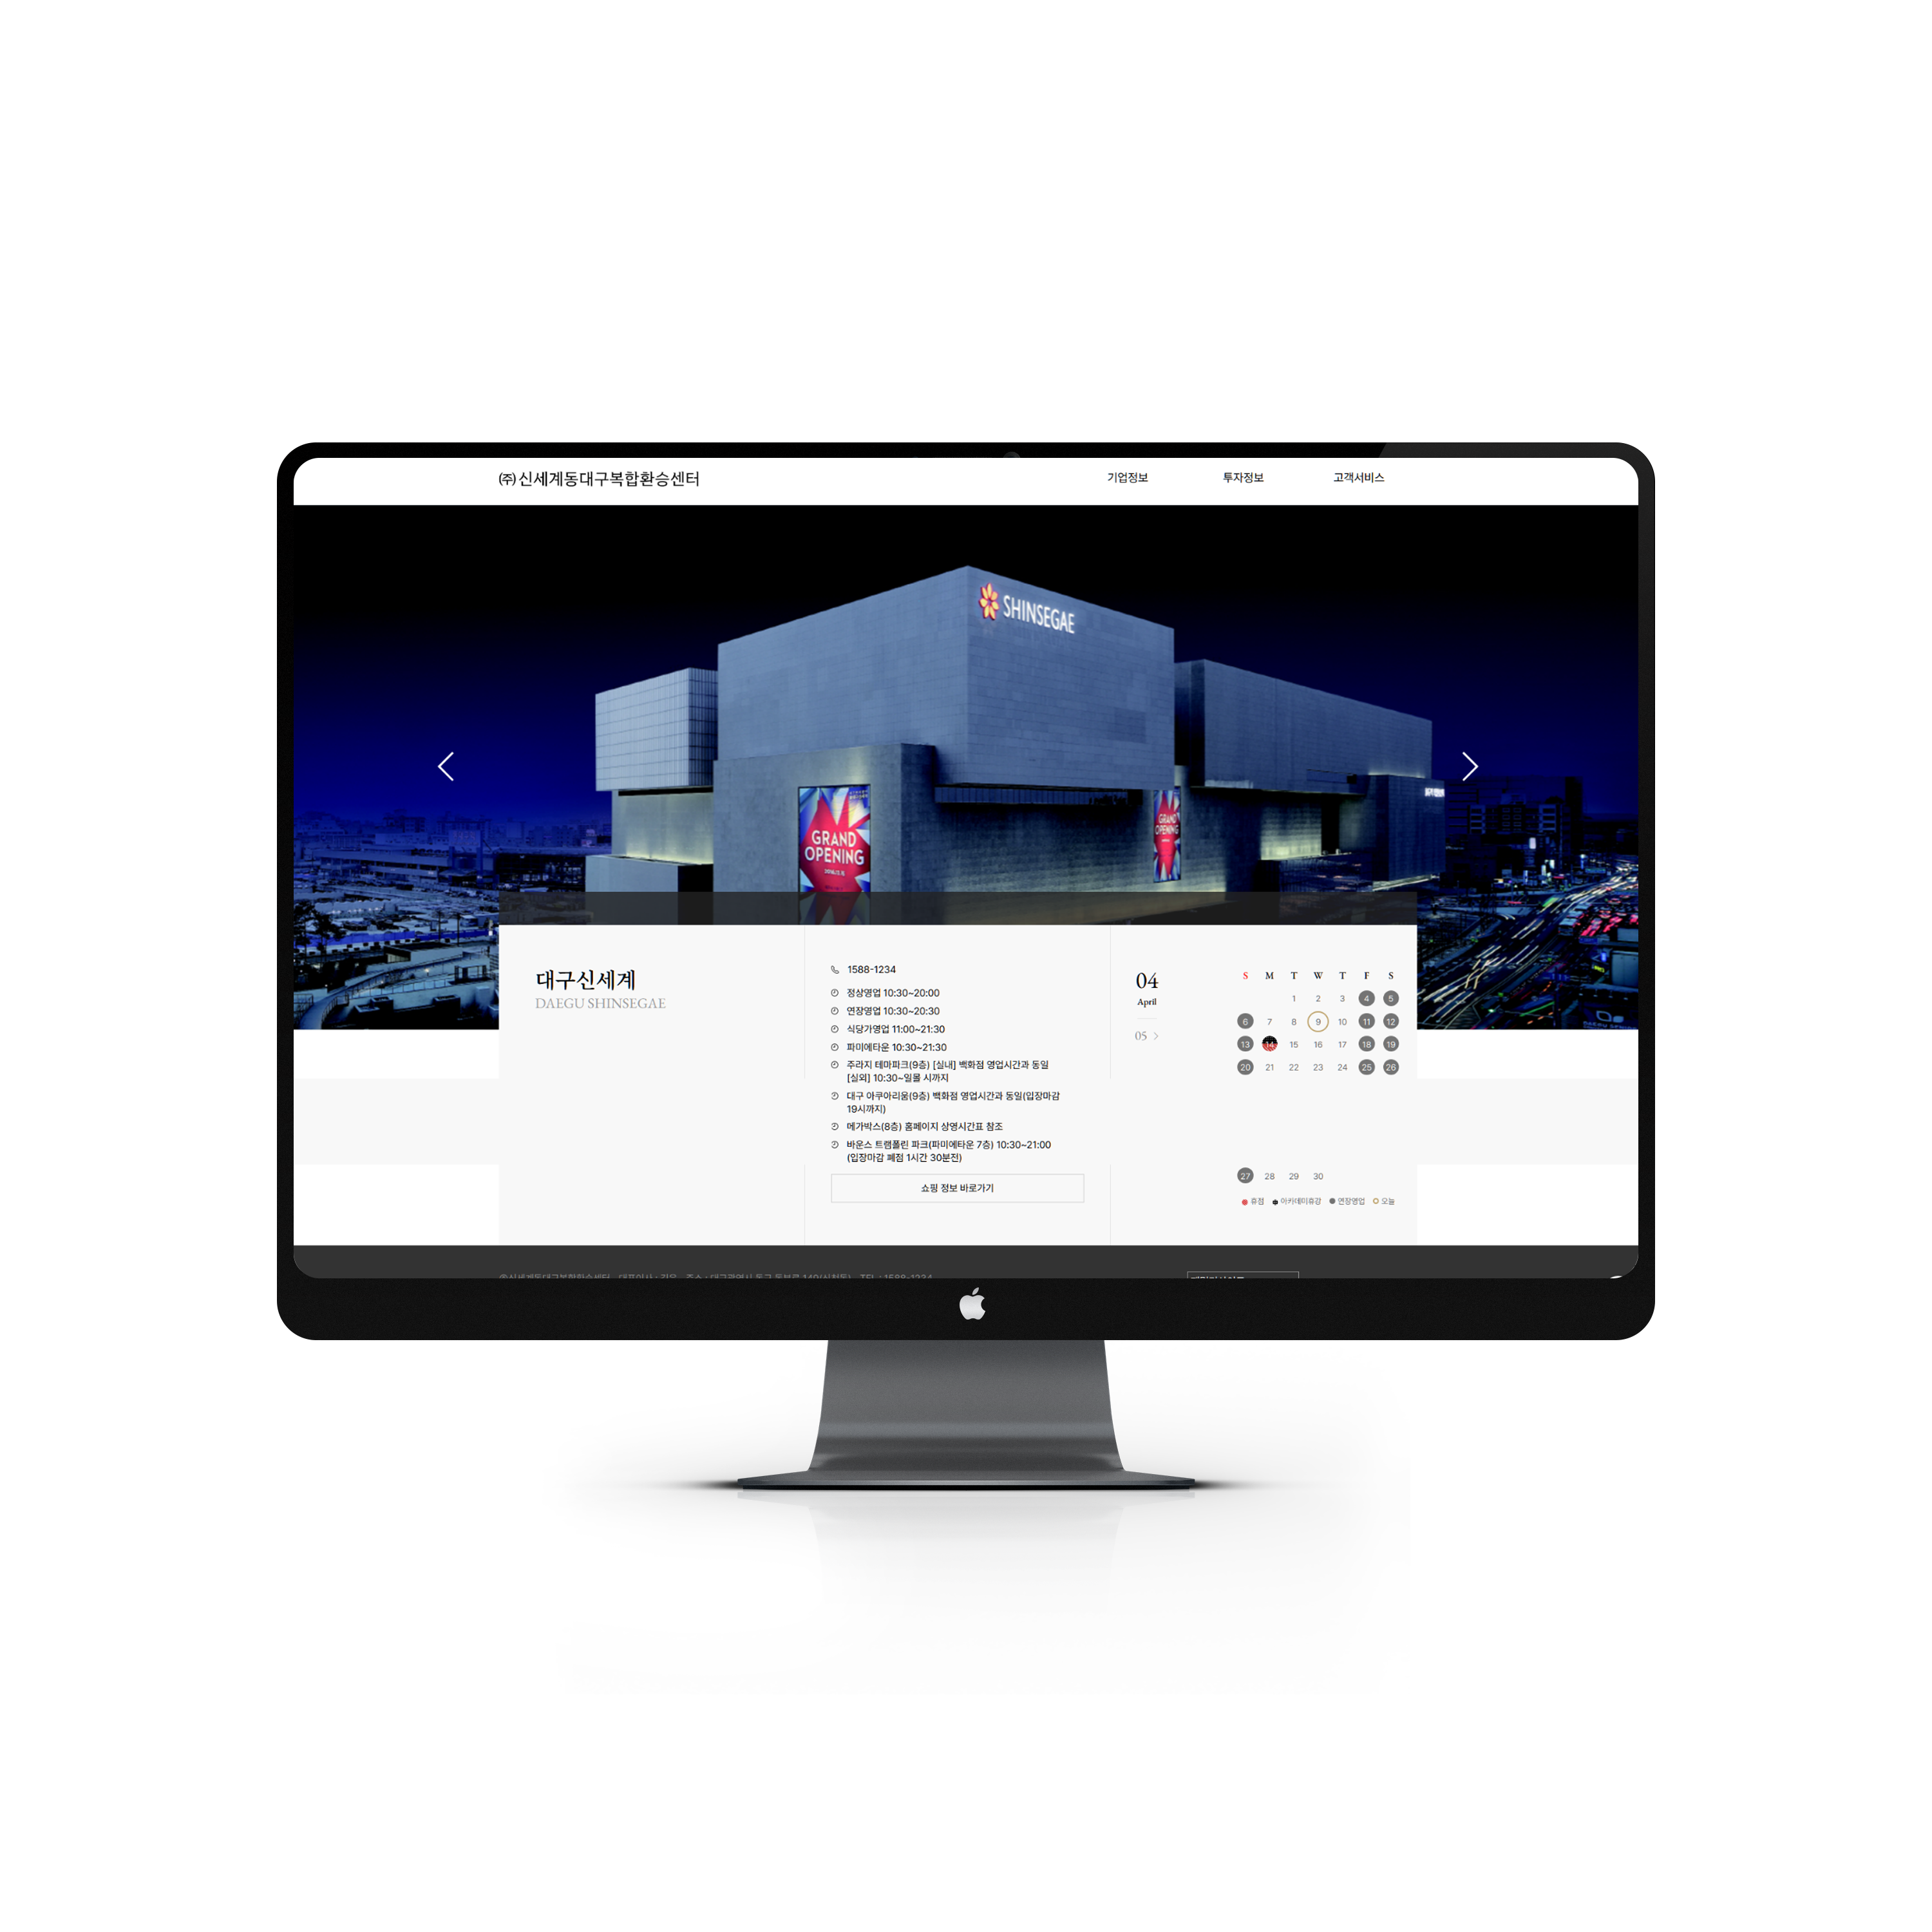 (주)신세계동대구복합환승센터
기업정보 투자정보 고객서비스
SHINSEGAE
GRAND
OPENING
GRAND
OPENING
대구신세계
DAEGU SHINSEGAE
1588-1234
정상영업 10:30~20:00
연장영업 10:30~20:30
식당가영업 11:00~21:30
파미에타운 10:30~21:30
주라지 테마파크(9층) [실내] 백화점 영업시간과 동일
[실외] 10:30~일몰 시까지
대구 아쿠아리움(9층) 백화점 영업시간과 동일(입장마감
19시까지)
메가박스(8층) 홈페이지 상영시간표 참조
바운스 트램폴린 파크(파미에타운 7층) 10:30~21:00
(입장마감 폐점 1시간 30분전)
쇼핑 정보 바로가기
04
April
05
S M T W T F S
1 2 3 4 5
6 7 8 9 10 11 12
13 14 15 16 17 18 19
20 21 22 23 24 25 26
27 28 29 30
휴점 아카데미휴강 연장영업 오늘